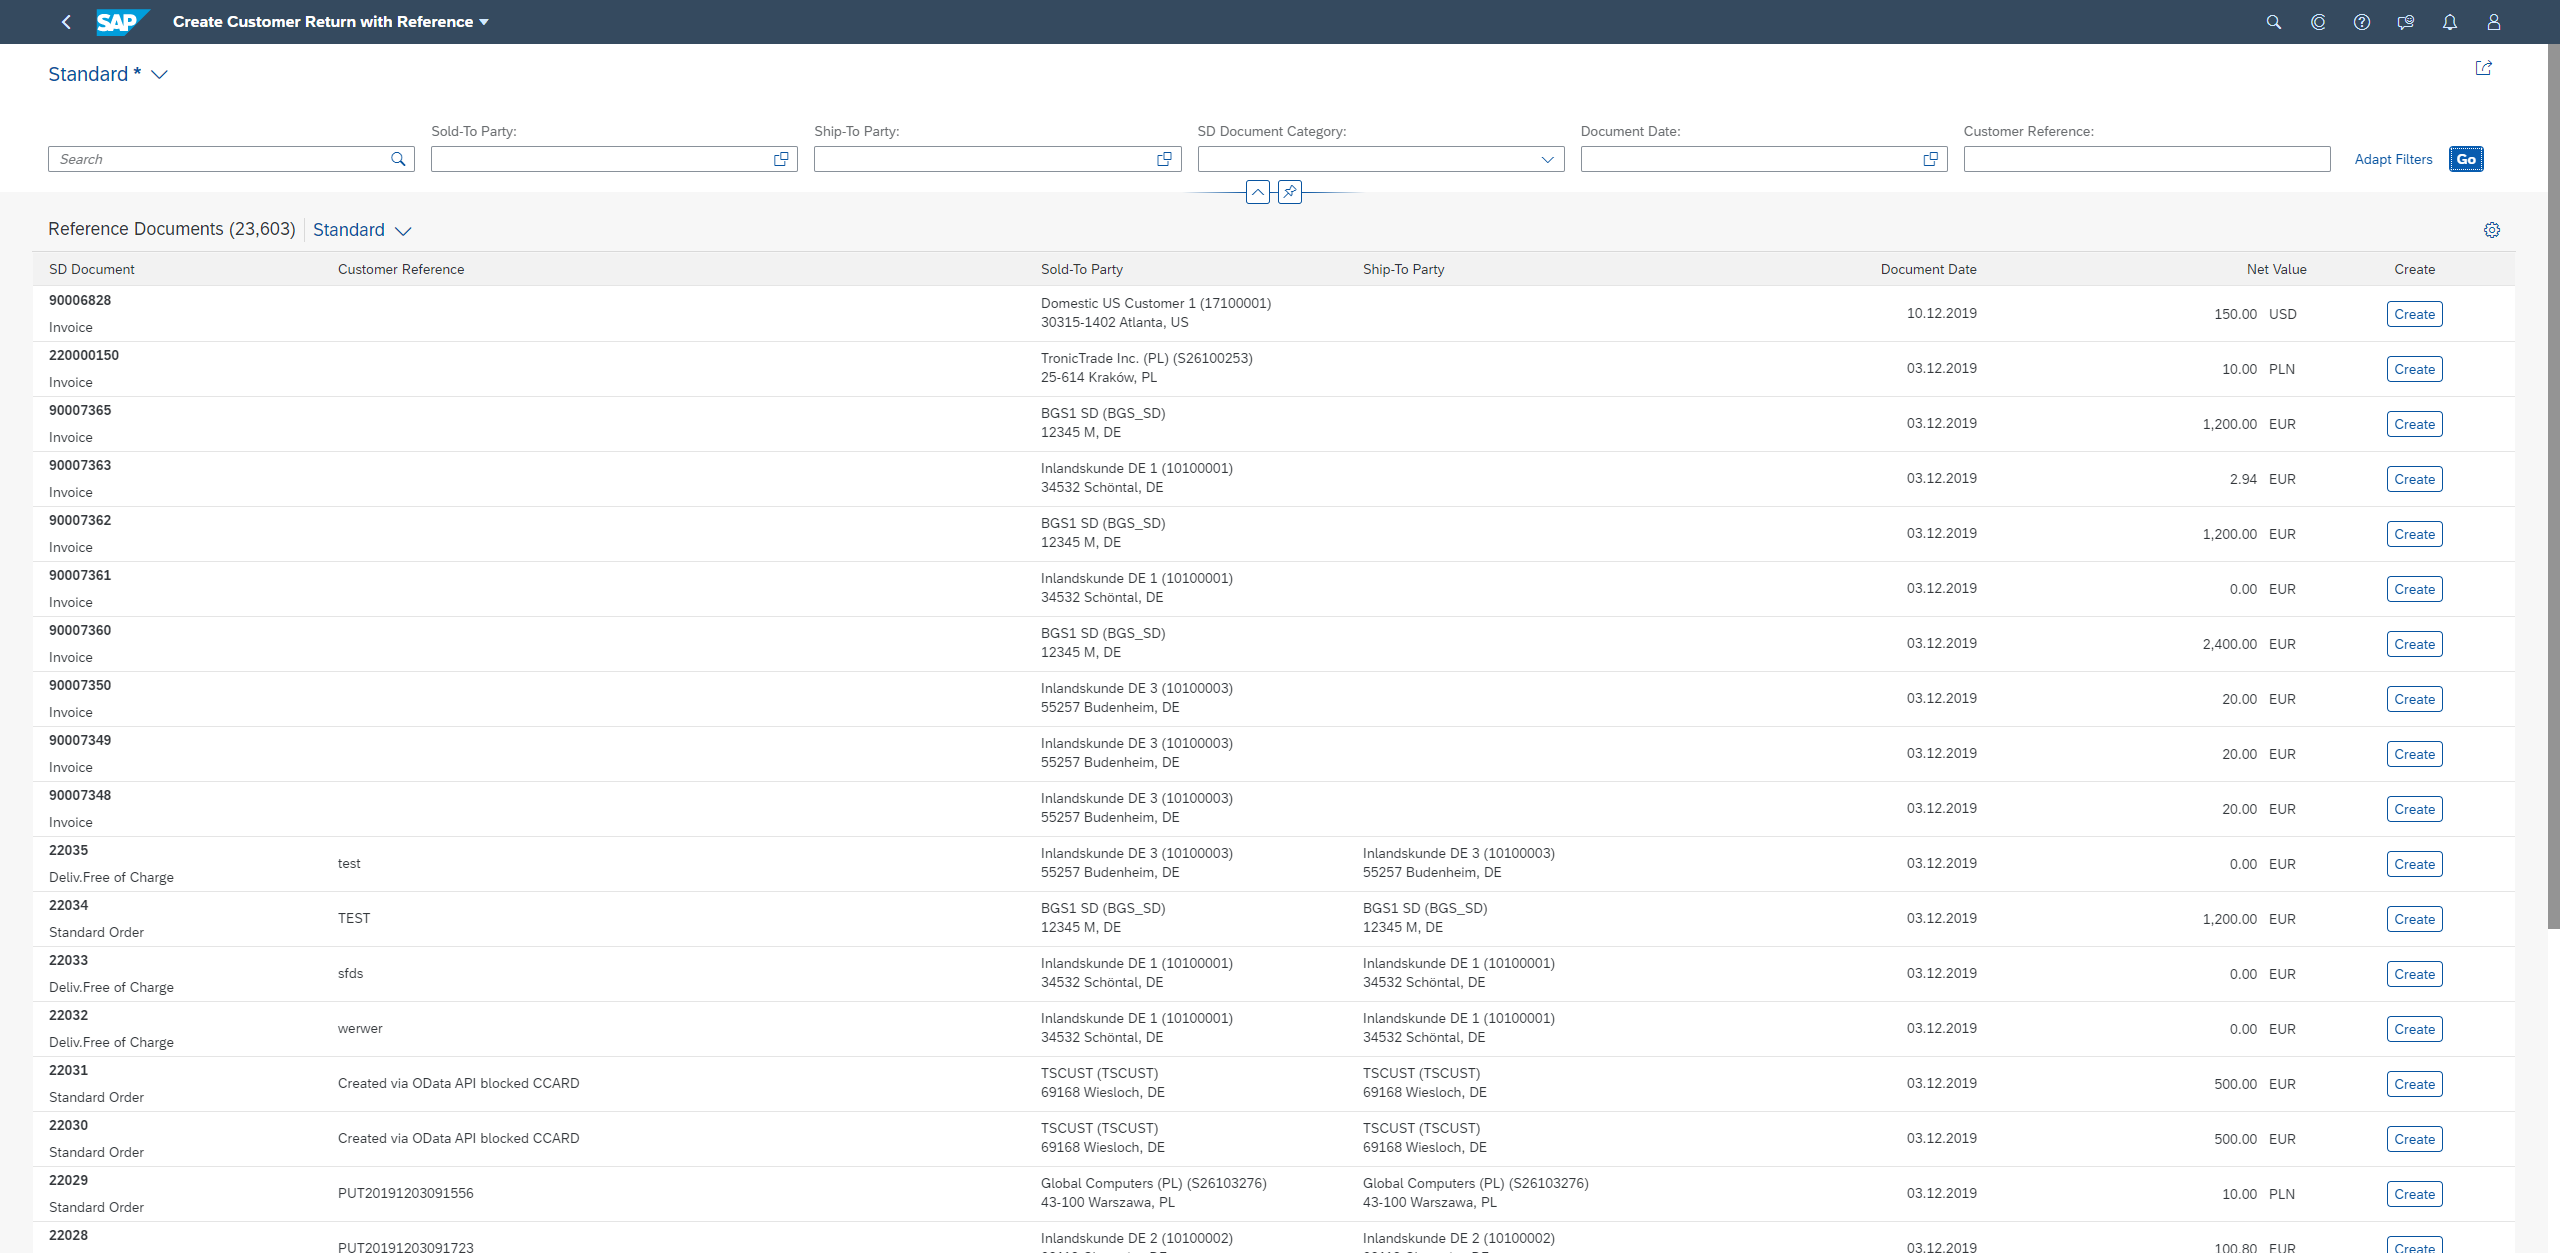 SAP Create Customer Return with Reference
Standard *
Sold-To Party: Ship-To Party: SD Document Category: Document Date: Customer Reference:
Search Adapt Filters Go
Reference Documents (23,603) Standard
SD Document Customer Reference Sold-To Party Ship-To Party Document Date Net Value Create
90006828
Invoice
Domestic US Customer 1 (17100001)
30315-1402 Atlanta, US
10.12.2019 150.00 USD Create
220000150
Invoice
TronicTrade Inc. (PL) (S26100253)
25-614 Kraków, PL
03.12.2019 10.00 PLN Create
90007365
Invoice
BGS1 SD (BGS_SD)
12345 M, DE
03.12.2019 1,200.00 EUR Create
90007363
Invoice
Inlandskunde DE 1 (10100001)
34532 Schöntal, DE
03.12.2019 2.94 EUR Create
90007362
Invoice
BGS1 SD (BGS_SD)
12345 M, DE
03.12.2019 1,200.00 EUR Create
90007361
Invoice
Inlandskunde DE 1 (10100001)
34532 Schöntal, DE
03.12.2019 0.00 EUR Create
90007360
Invoice
BGS1 SD (BGS_SD)
12345 M, DE
03.12.2019 2,400.00 EUR Create
90007350
Invoice
Inlandskunde DE 3 (10100003)
55257 Budenheim, DE
03.12.2019 20.00 EUR Create
90007349
Invoice
Inlandskunde DE 3 (10100003)
55257 Budenheim, DE
03.12.2019 20.00 EUR Create
90007348
Invoice
Inlandskunde DE 3 (10100003)
55257 Budenheim, DE
03.12.2019 20.00 EUR Create
22035
Deliv.Free of Charge
test
Inlandskunde DE 3 (10100003)
55257 Budenheim, DE
Inlandskunde DE 3 (10100003)
55257 Budenheim, DE
03.12.2019 0.00 EUR Create
22034
Standard Order
TEST
BGS1 SD (BGS_SD)
12345 M, DE
BGS1 SD (BGS_SD)
12345 M, DE
03.12.2019 1,200.00 EUR Create
22033
Deliv.Free of Charge
sfds
Inlandskunde DE 1 (10100001)
34532 Schöntal, DE
Inlandskunde DE 1 (10100001)
34532 Schöntal, DE
03.12.2019 0.00 EUR Create
22032
Deliv.Free of Charge
werwer
Inlandskunde DE 1 (10100001)
34532 Schöntal, DE
Inlandskunde DE 1 (10100001)
34532 Schöntal, DE
03.12.2019 0.00 EUR Create
22031
Standard Order
Created via OData API blocked CCARD
TSCUST (TSCUST)
69168 Wiesloch, DE
TSCUST (TSCUST)
69168 Wiesloch, DE
03.12.2019 500.00 EUR Create
22030
Standard Order
Created via OData API blocked CCARD
TSCUST (TSCUST)
69168 Wiesloch, DE
TSCUST (TSCUST)
69168 Wiesloch, DE
03.12.2019 500.00 EUR Create
22029
Standard Order
PUT20191203091556
Global Computers (PL) (S26103276)
43-100 Warszawa, PL
Global Computers (PL) (S26103276)
43-100 Warszawa, PL
03.12.2019 10.00 PLN Create
22028
PUT20191203091723
Inlandskunde DE 2 (10100002)
Inlandskunde DE 2 (10100002)
03.12.2019 100.80 EUR Create